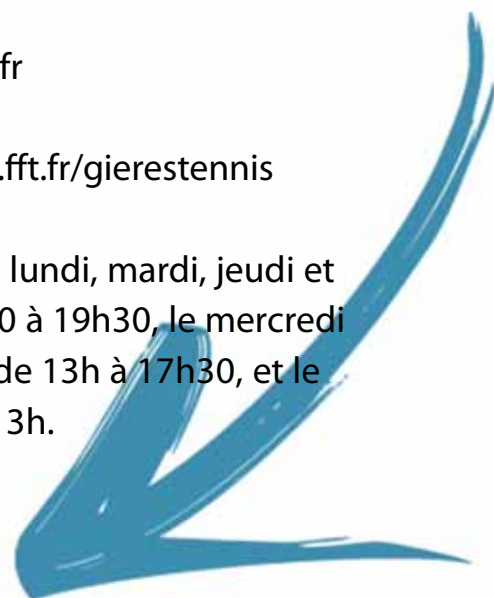 fr
.fft.fr/gierestennis
lundi, mardi, jeudi et
0 à 19h30, le mercredi
de 13h à 17h30, et le
3h.